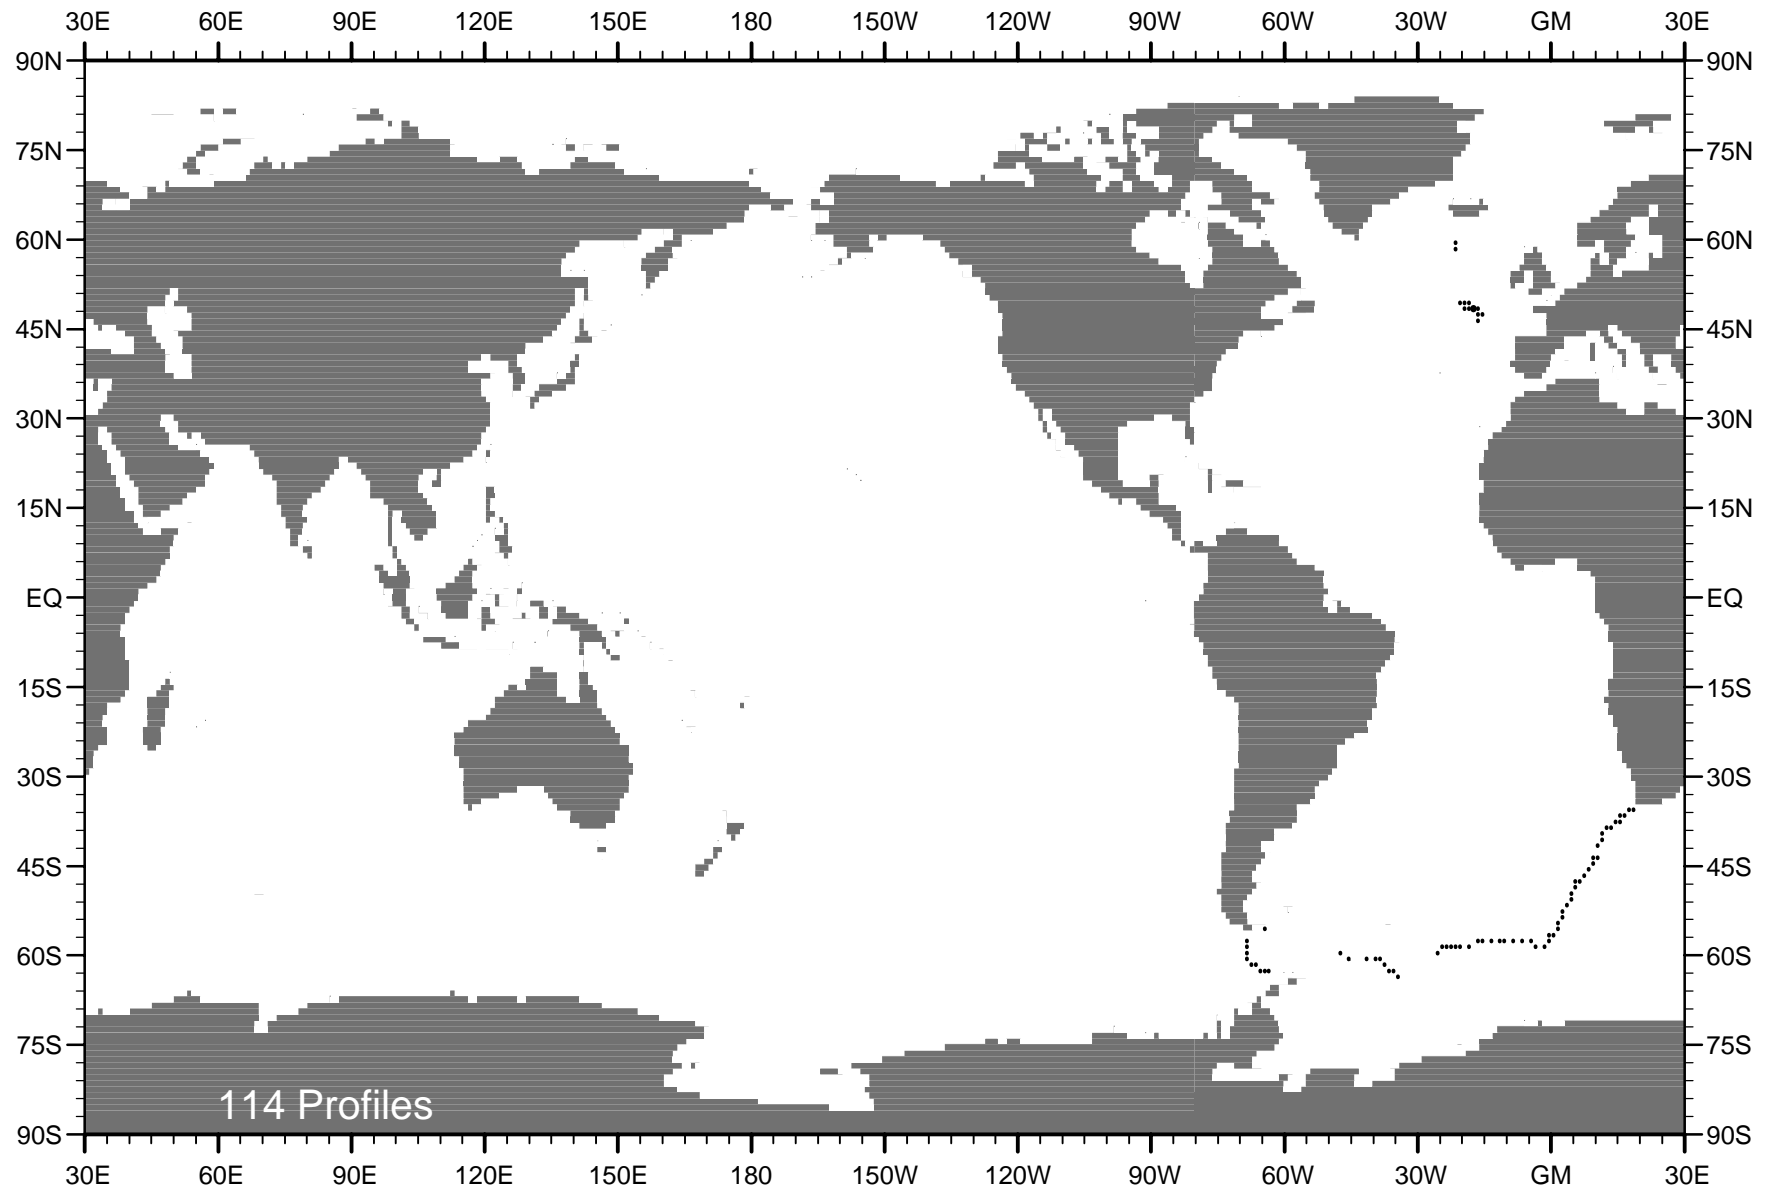 30E 60E 90E 120E 150E 180 150W 120W 90W 60W 30W GM 30E
90N 90N
75N 75N
60N 60N
45N 45N
30N 30N
15N 15N
EQ EQ
15S 15S
30S 30S
45S 45S
60S 60S
75S 75S
114 Profiles
90S 90S
30E 60E 90E 120E 150E 180 150W 120W 90W 60W 30W GM 30E